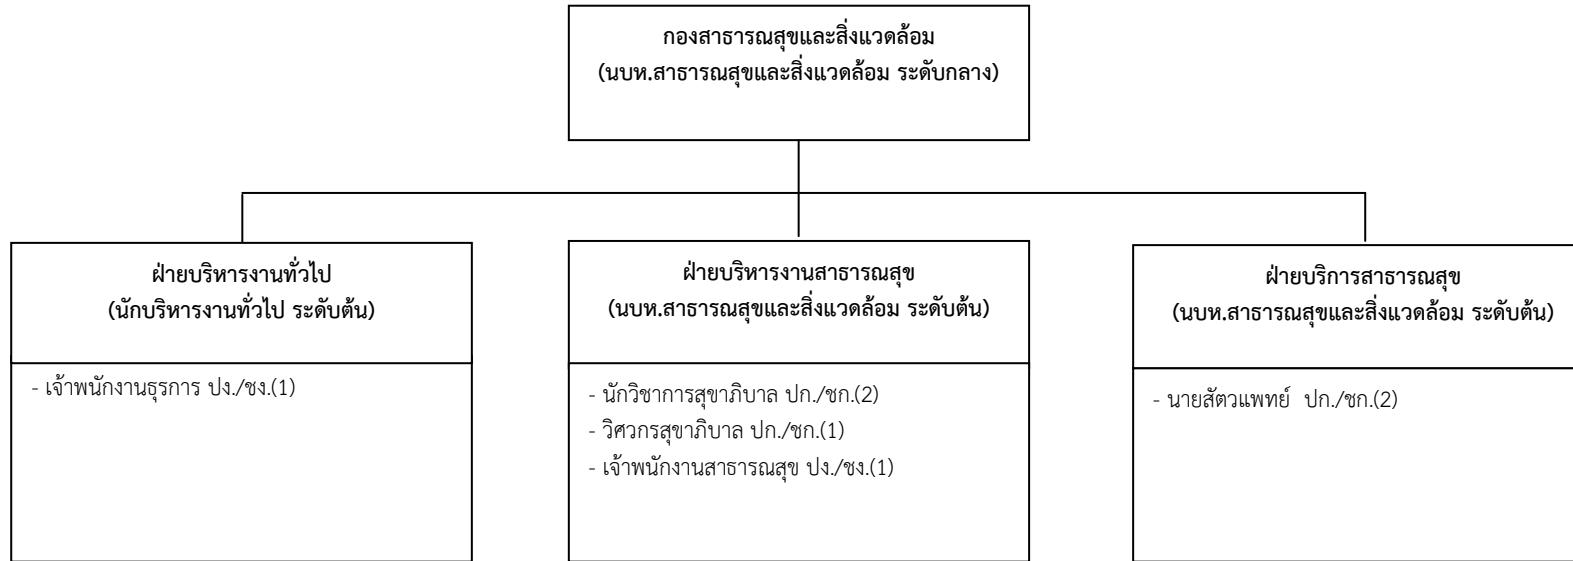 กองสาธารณสุขและสิ่งแวดล้อม
(นบห.สาธารณสุขและสิ่งแวดล้อม ระดับกลาง)
ฝ่ายบริหารงานทั่วไป
(นักบริหารงานทั่วไป ระดับต้น)
- เจ้าพนักงานธุรการ ปง./ชง.(1)
ฝ่ายบริหารงานสาธารณสุข
(นบห.สาธารณสุขและสิ่งแวดล้อม ระดับต้น)
- นักวิชาการสุขาภิบาล ปก./ชก.(2)
- วิศวกรสุขาภิบาล ปก./ชก.(1)
- เจ้าพนักงานสาธารณสุข ปง./ชง.(1)
ฝ่ายบริการสาธารณสุข
(นบห.สาธารณสุขและสิ่งแวดล้อม ระดับต้น)
- นายสัตวแพทย์ ปก./ชก.(2)